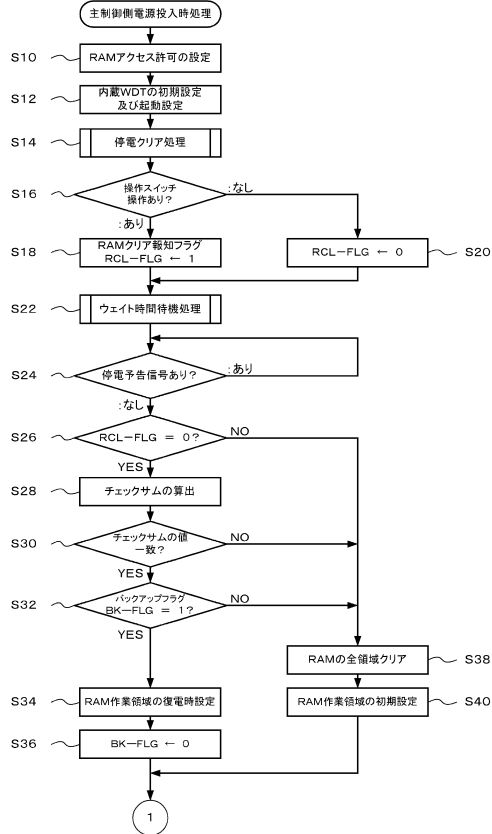 主制御側電源投入時処理
S10
RAMアクセス許可の設定
S12
内蔵WDTの初期設定
及び起動設定
S14
停電クリア処理
S16
操作スイッチ
操作あり?
:なし
:あり
S18
RAMクリア報知フラグ
RCL-FLG ← 1
RCL-FLG ← 0
S20
S22
ウェイト時間待機処理
S24
停電予告信号あり?
:あり
:なし
S26
RCL-FLG = 0?
NO
YES
S28
チェックサムの算出
S30
チェックサムの値
一致?
NO
YES
S32
バックアップフラグ
BK-FLG = 1?
NO
YES
RAMの全領域クリア
S38
S34
RAM作業領域の復電時設定
RAM作業領域の初期設定
S40
S36
BK-FLG ← 0
1